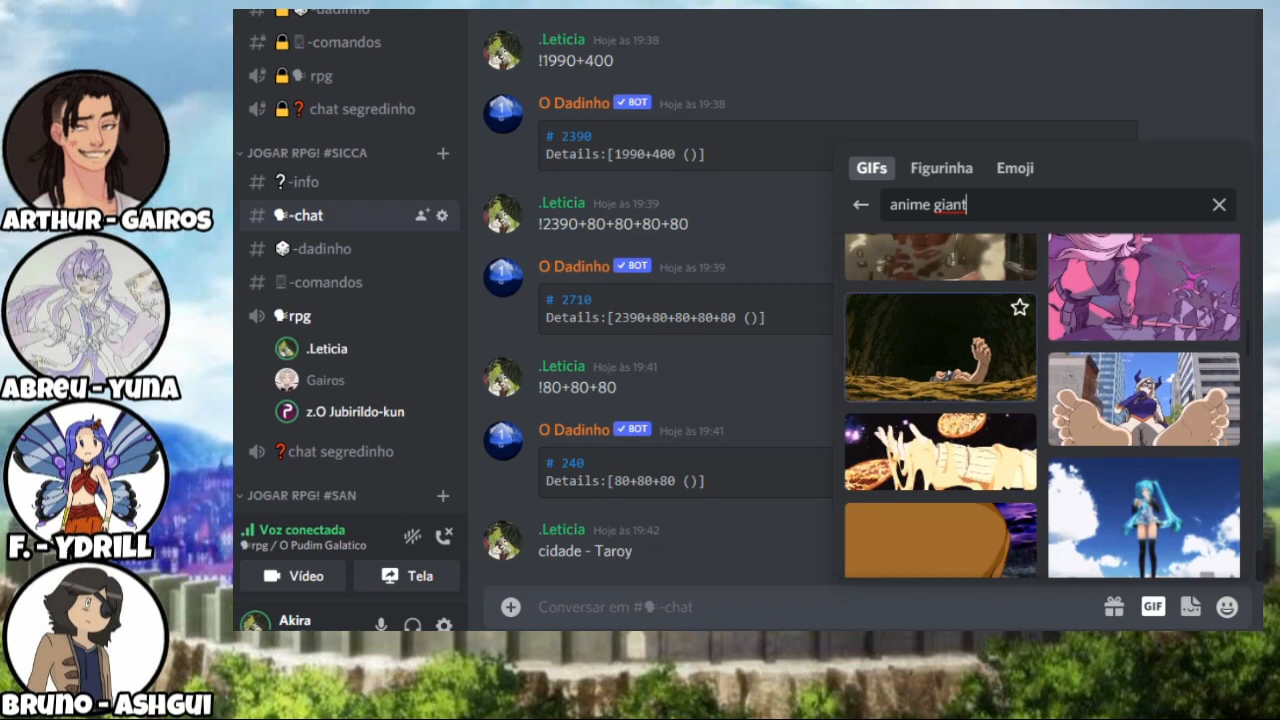 -dadinho
-comandos
rpg
chat segredinho
JOGAR RPG! #SICCA
-info
-chat
-dadinho
-comandos
rpg
.Leticia
Gairos
z.O Jubirildo-kun
chat segredinho
JOGAR RPG! #SAN
Voz conectada
rpg / O Pudim Galatico
Vídeo
Tela
Akira
.Leticia Hoje às 19:38
!1990+400
O Dadinho BOT Hoje às 19:38
# 2390
Details:[1990+400 ()]
.Leticia Hoje às 19:39
!2390+80+80+80+80
O Dadinho BOT Hoje às 19:39
# 2710
Details:[2390+80+80+80+80 ()]
.Leticia Hoje às 19:41
!80+80+80
O Dadinho BOT Hoje às 19:41
# 240
Details:[80+80+80 ()]
.Leticia Hoje às 19:42
cidade - Taroy
Conversar em #-chat
GIF
GIFs Figurinha Emoji
anime giant
ARTHUR - GAIROS
ABREU - YUNA
F. - YDRILL
BRUNO - ASHGUI